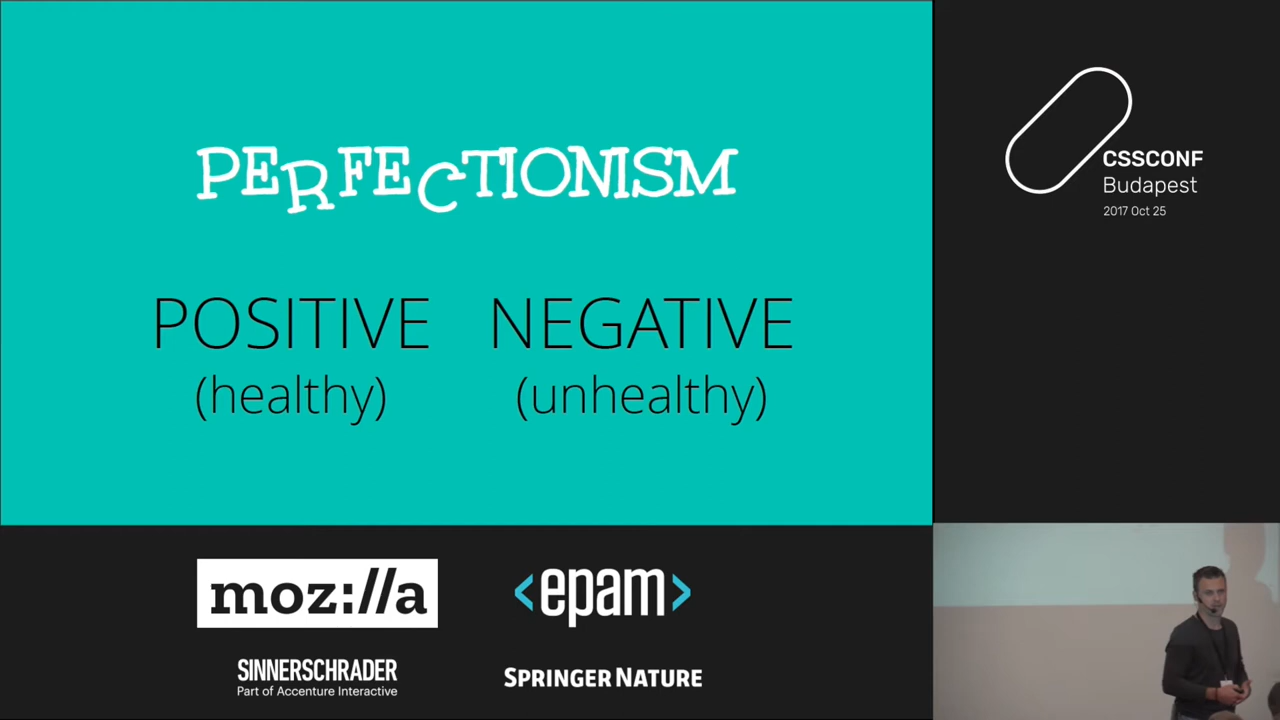 PERFECTIONISM
POSITIVE
(healthy)
NEGATIVE
(unhealthy)
CSSCONF
Budapest
2017 Oct 25
moz://a
<epam>
SINNERSCHRADER
Part of Accenture Interactive
SPRINGER NATURE